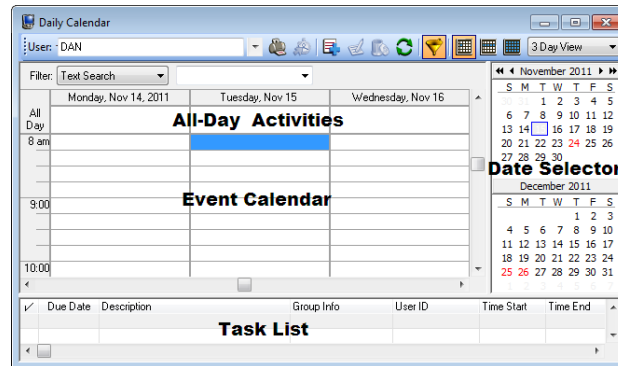 Daily Calendar
User: DAN 3 Day View
Filter: Text Search
Monday, Nov 14, 2011 Tuesday, Nov 15 Wednesday, Nov 16
All Day
All-Day Activities
8 am
Event Calendar
9:00
10:00
November 2011
S M T W T F S
1 2 3 4 5
6 7 8 9 10 11 12
13 14 16 17 18 19
20 21 22 23 24 25 26
27 28 29 30
Date Selector
December 2011
S M T W T F S
1 2 3
4 5 6 7 8 9 10
11 12 13 14 15 16 17
18 19 20 21 22 23 24
25 26 27 28 29 30 31
Due Date Description Group Info User ID Time Start Time End
Task List